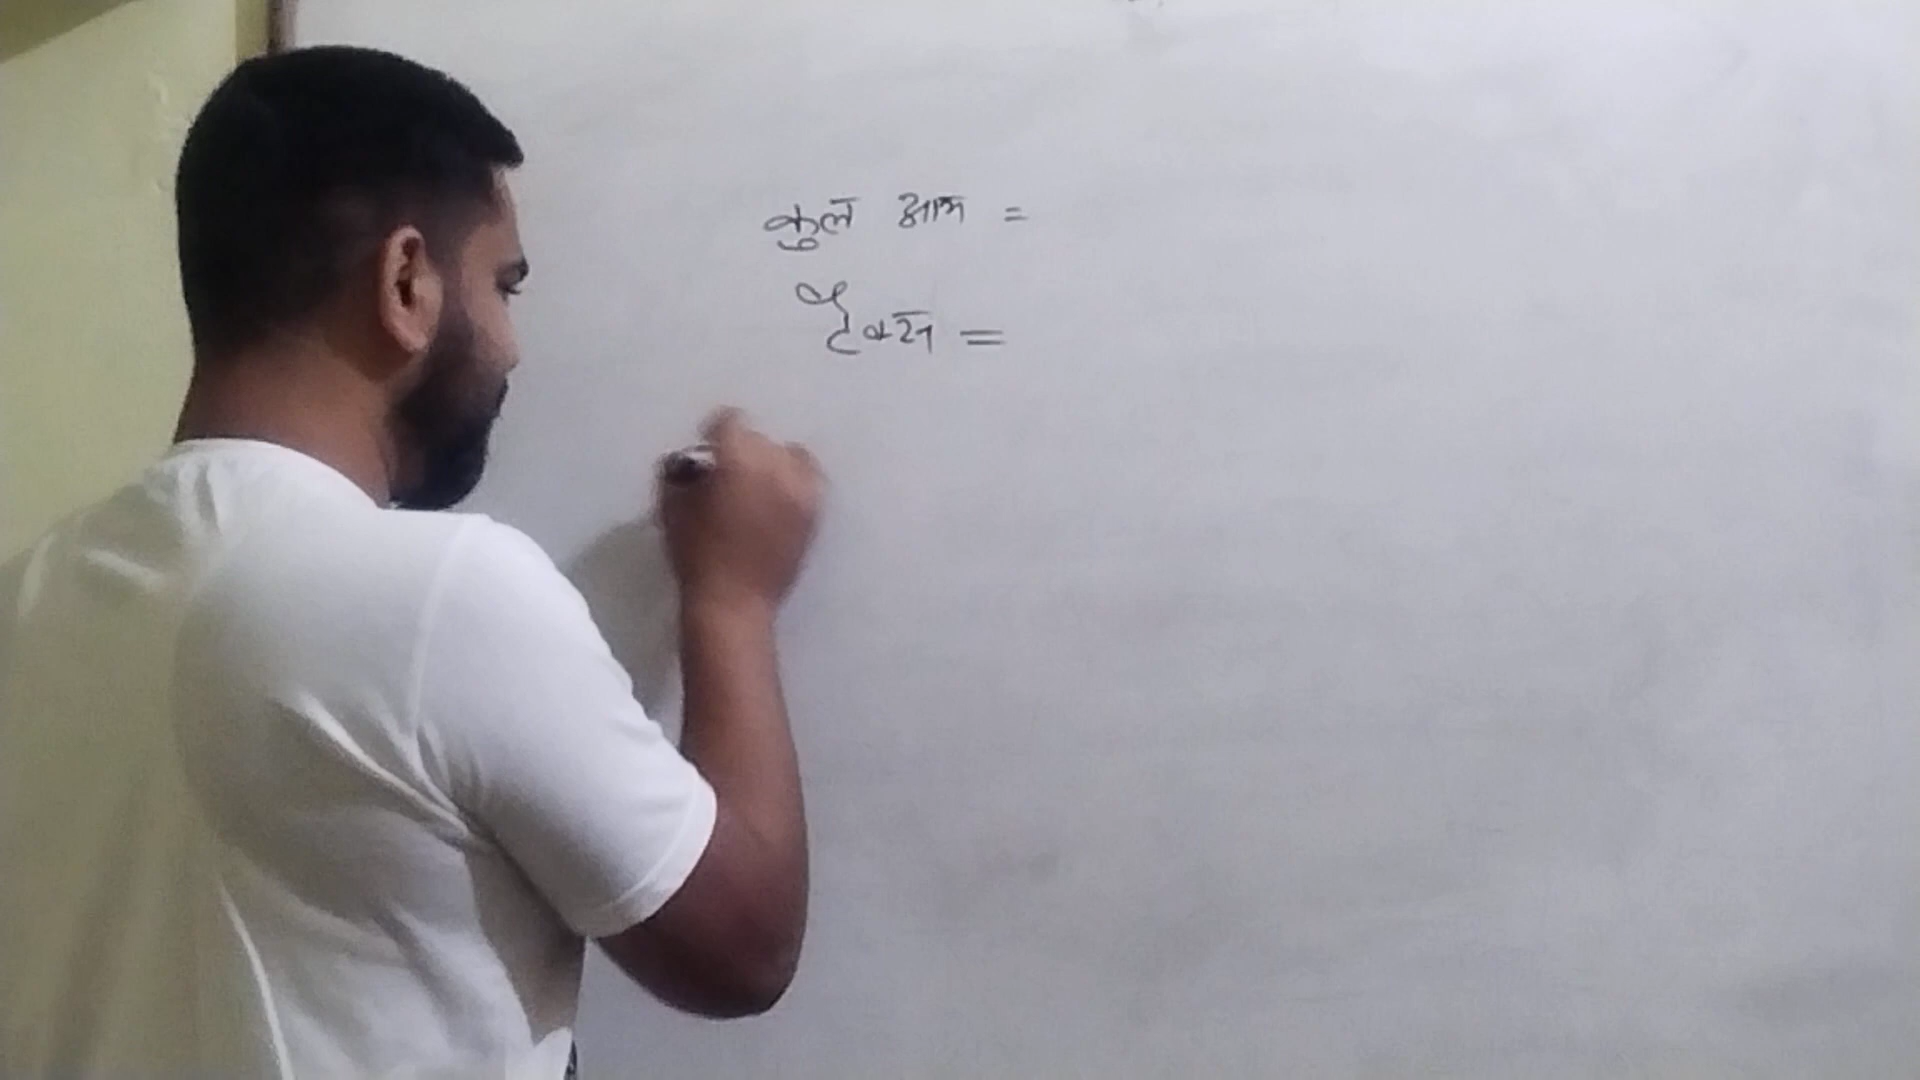 कुल आय =
टैक्स =